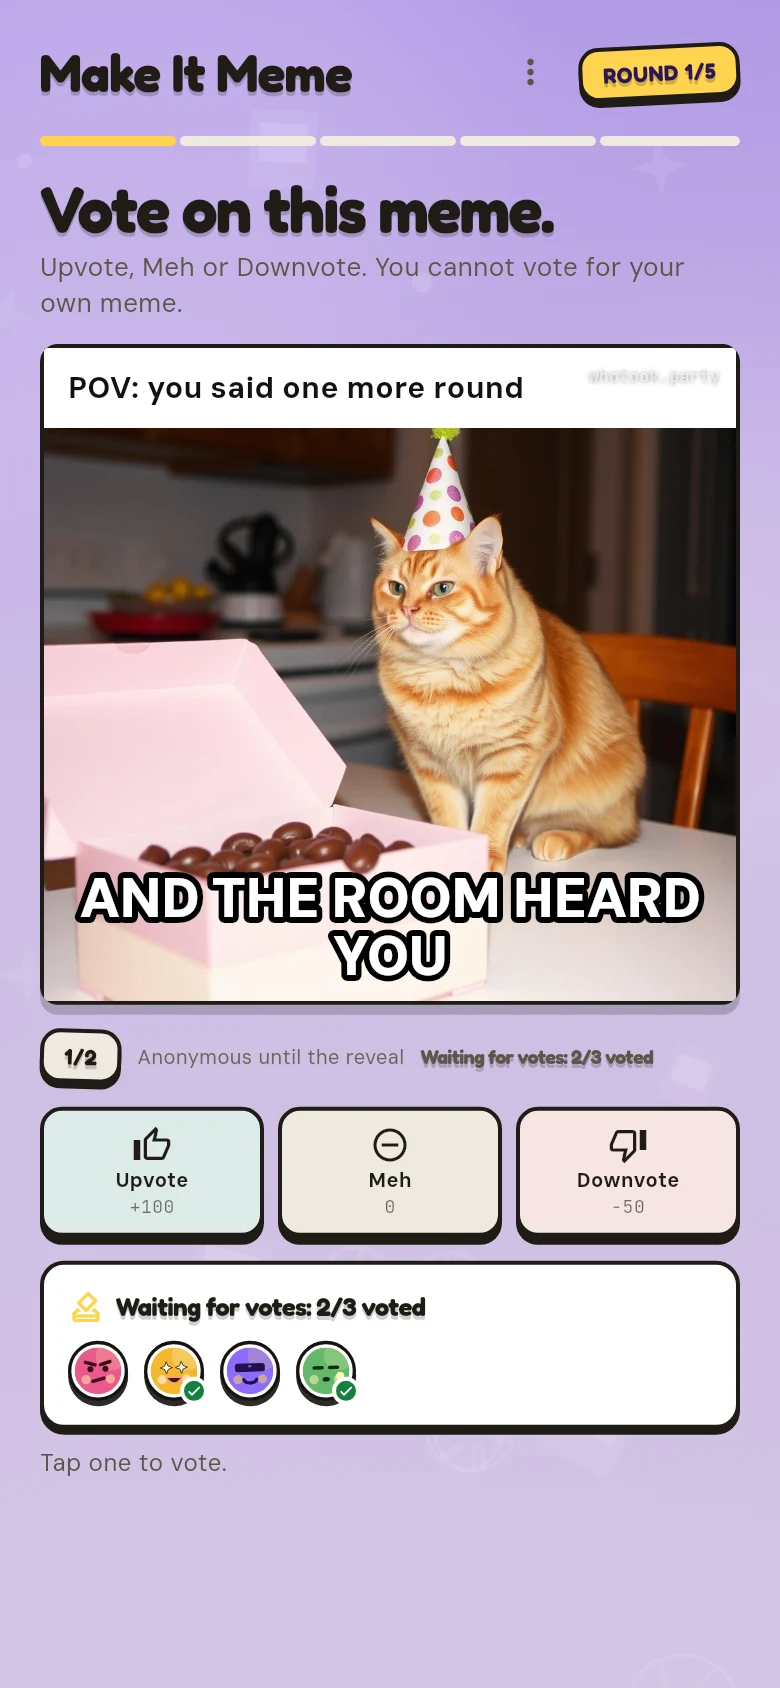 Make It Meme
ROUND 1/5
Vote on this meme.
Upvote, Meh or Downvote. You cannot vote for your
own meme.
POV: you said one more round
whotook.party
AND THE ROOM HEARD
YOU
1/2
Anonymous until the reveal
Waiting for votes: 2/3 voted
Upvote
+100
Meh
0
Downvote
-50
Waiting for votes: 2/3 voted
Tap one to vote.